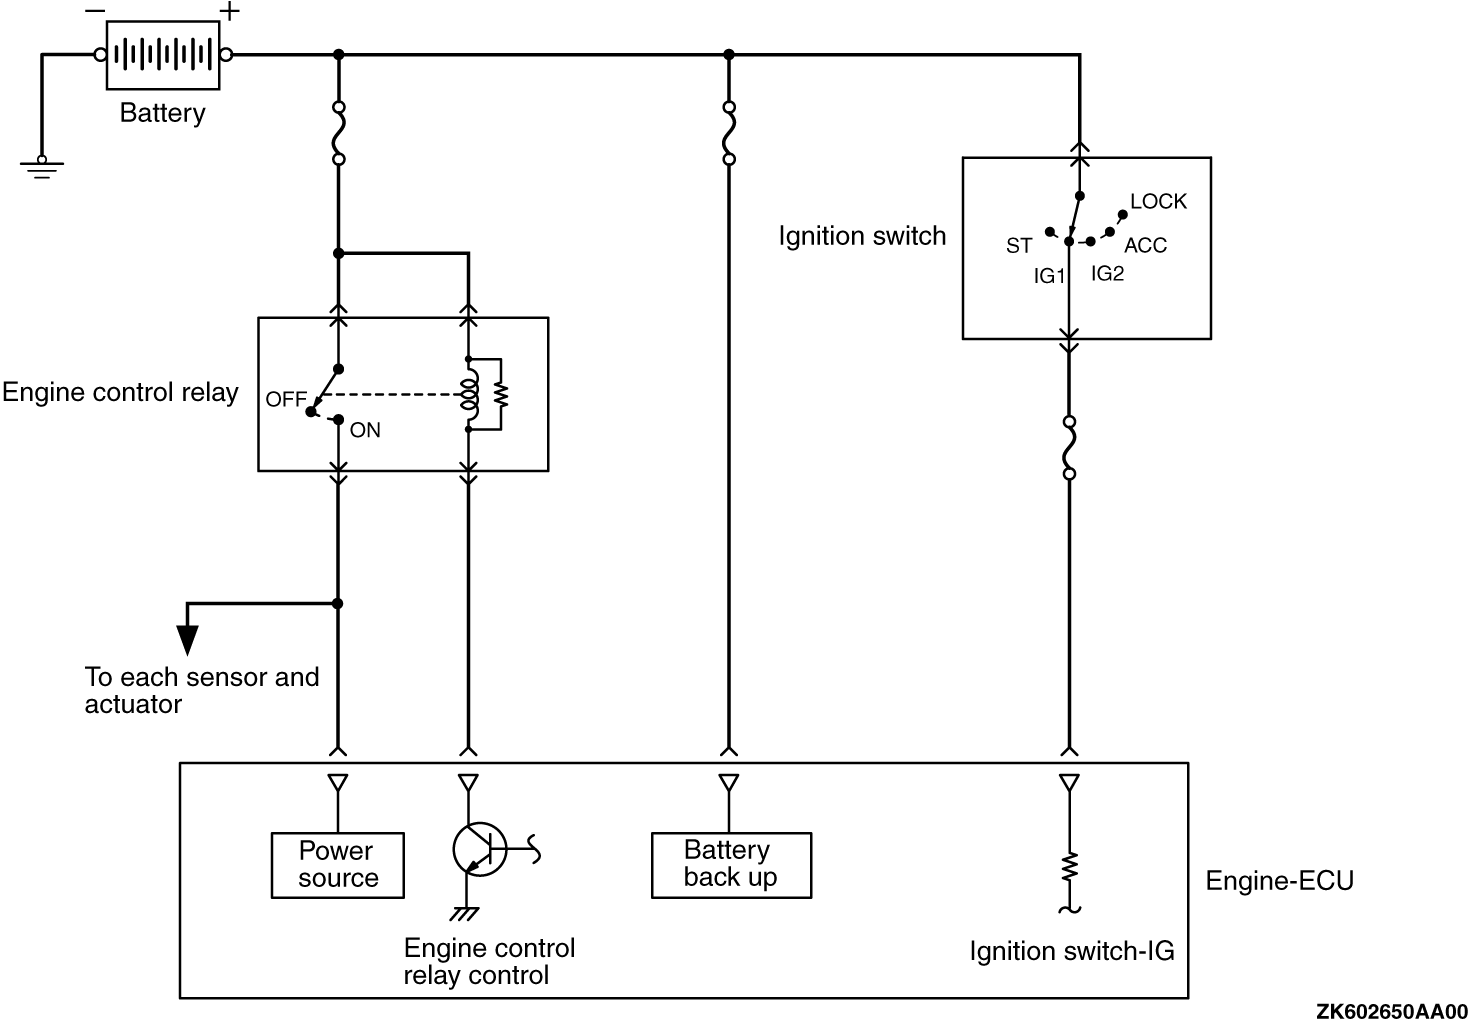 − +
Battery
Ignition switch
LOCK
ST
ACC
IG1
IG2
Engine control relay
OFF
ON
To each sensor and
actuator
Power
source
Battery
back up
Engine-ECU
Engine control
relay control
Ignition switch-IG
ZK602650AA00